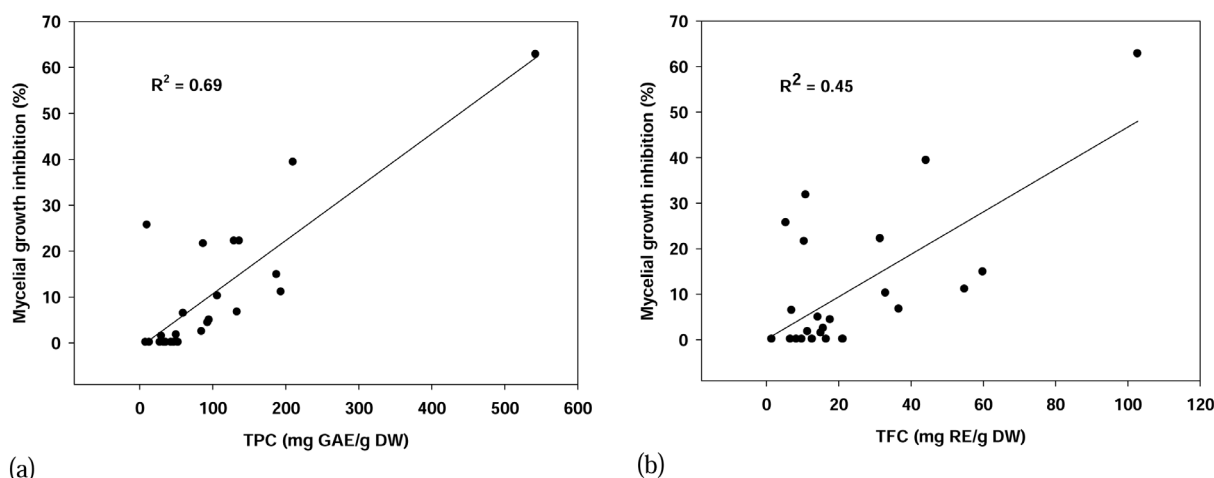 70
60
50
40
30
20
10
0
Mycelial growth inhibition (%)
R² = 0.69
0 100 200 300 400 500 600
TPC (mg GAE/g DW)
(a)
70
60
50
40
30
20
10
0
Mycelial growth inhibition (%)
R² = 0.45
0 20 40 60 80 100 120
TFC (mg RE/g DW)
(b)